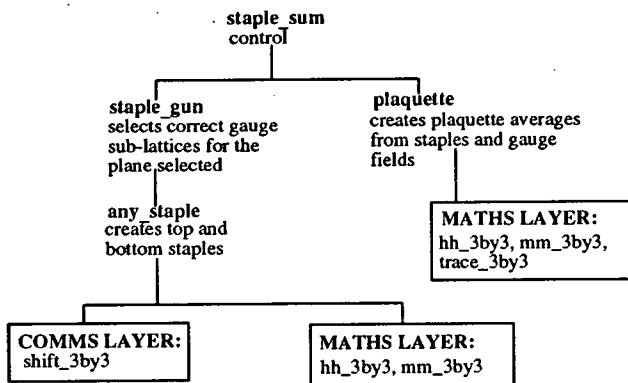 staple_sum
control
staple_gun
selects correct gauge
sub-lattices for the
plane selected
plaquette
creates plaquette averages
from staples and gauge
fields
any_staple
creates top and
bottom staples
MATHS LAYER:
hh_3by3, mm_3by3,
trace_3by3
COMMS LAYER:
shift_3by3
MATHS LAYER:
hh_3by3, mm_3by3